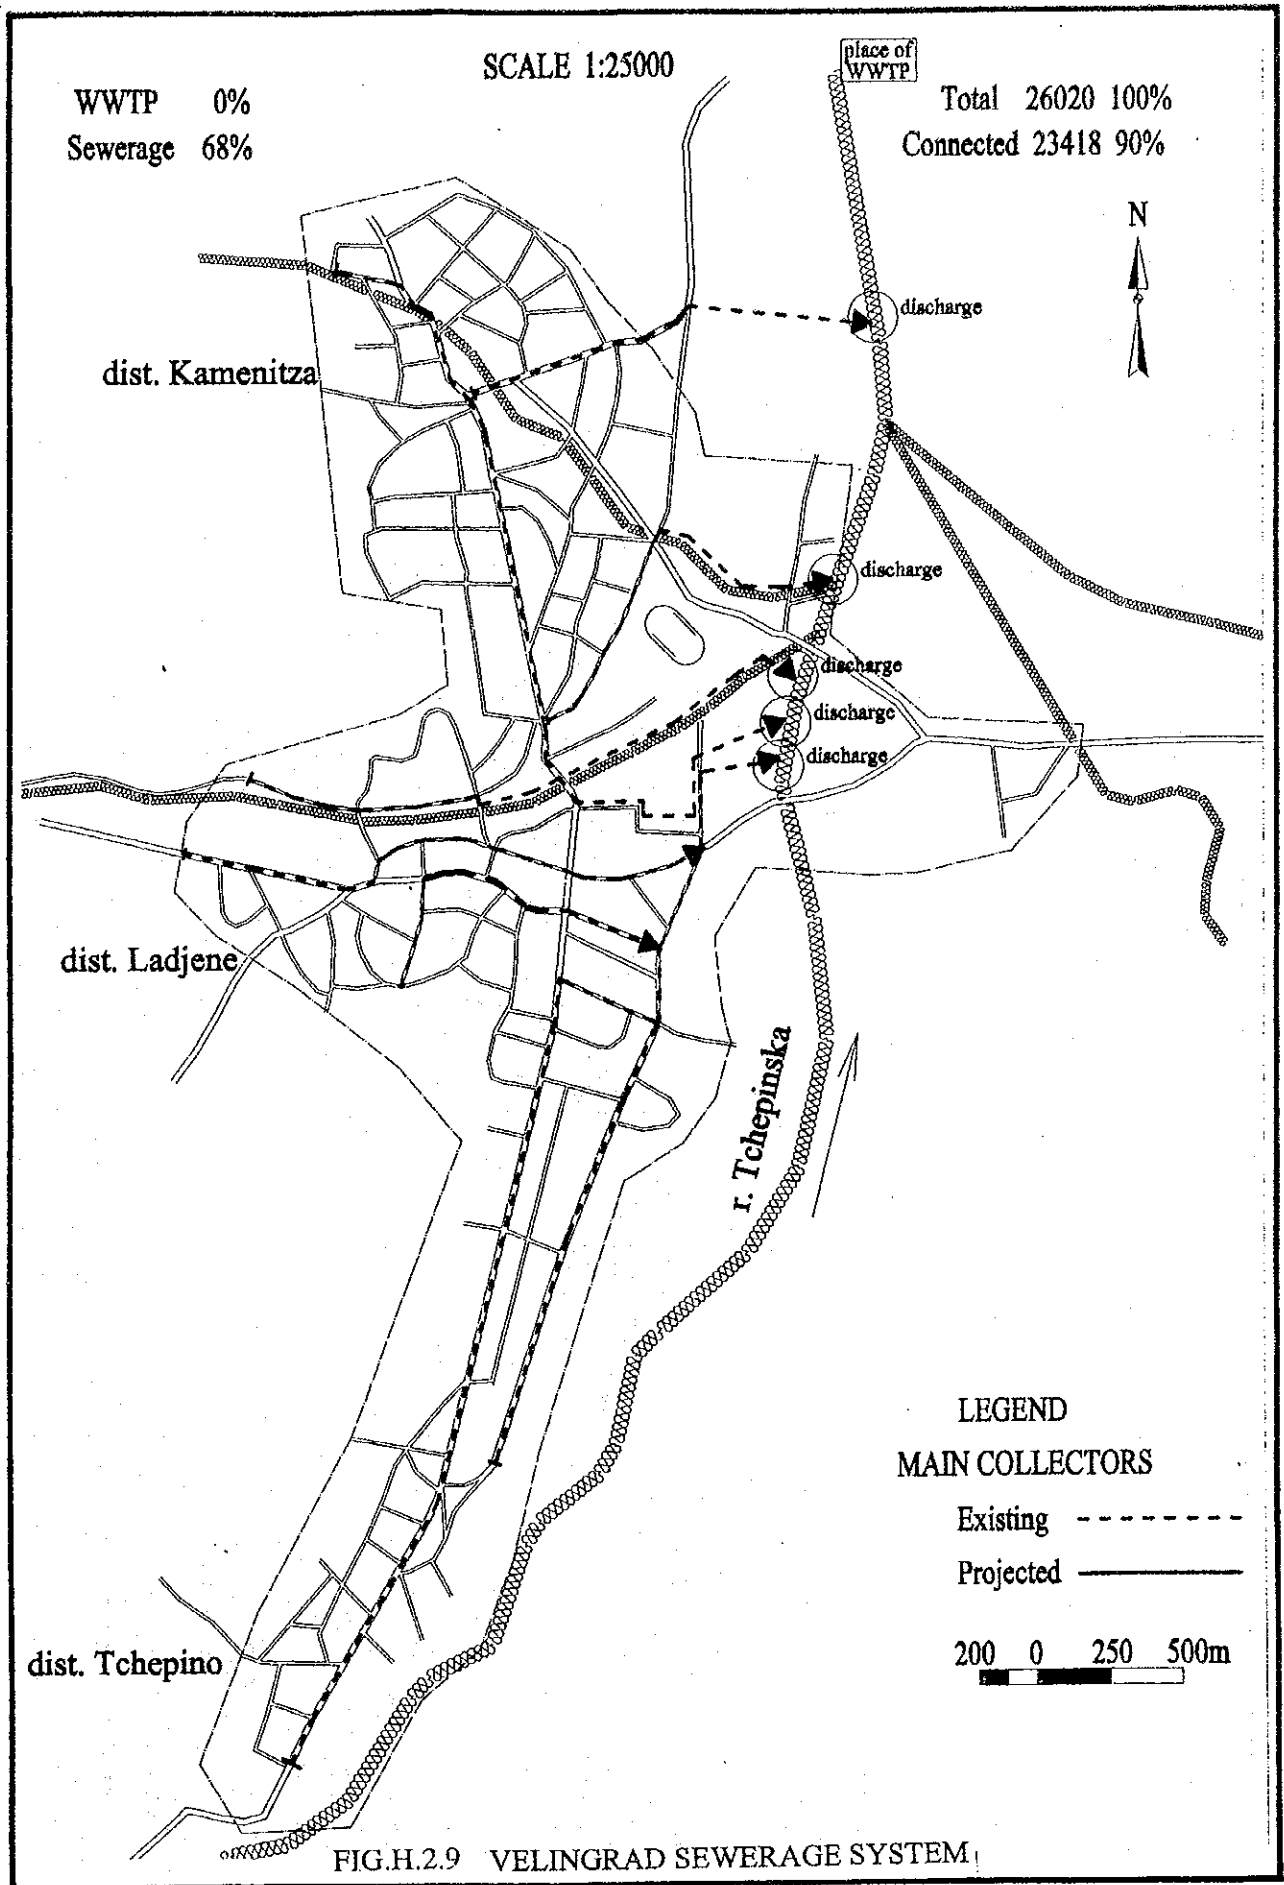 SCALE 1:25000
place of
WWTP
WWTP 0%
Sewerage 68%
Total 26020 100%
Connected 23418 90%
N
discharge
dist. Kamenitza
discharge
discharge
discharge
discharge
dist. Ladjene
r. Tchepinska
LEGEND
MAIN COLLECTORS
Existing
Projected
200 0 250 500m
dist. Tchepino
FIG.H.2.9 VELINGRAD SEWERAGE SYSTEM